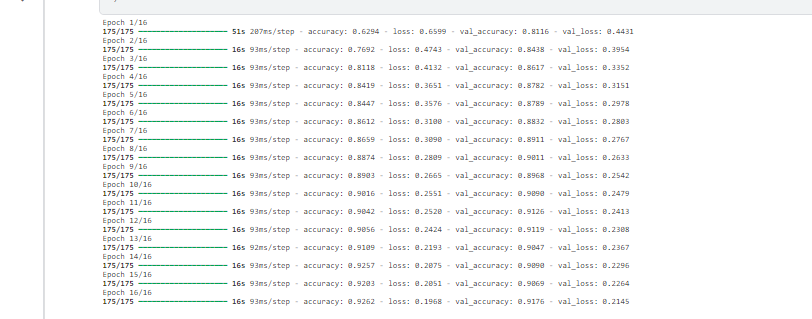 Epoch 1/16
175/175 ━━━━━━━━━━━━━━━━━━━━ 51s 207ms/step - accuracy: 0.6294 - loss: 0.6599 - val_accuracy: 0.8116 - val_loss: 0.4431
Epoch 2/16
175/175 ━━━━━━━━━━━━━━━━━━━━ 16s 93ms/step - accuracy: 0.7692 - loss: 0.4743 - val_accuracy: 0.8438 - val_loss: 0.3954
Epoch 3/16
175/175 ━━━━━━━━━━━━━━━━━━━━ 16s 93ms/step - accuracy: 0.8118 - loss: 0.4132 - val_accuracy: 0.8617 - val_loss: 0.3352
Epoch 4/16
175/175 ━━━━━━━━━━━━━━━━━━━━ 16s 93ms/step - accuracy: 0.8419 - loss: 0.3651 - val_accuracy: 0.8782 - val_loss: 0.3151
Epoch 5/16
175/175 ━━━━━━━━━━━━━━━━━━━━ 16s 93ms/step - accuracy: 0.8447 - loss: 0.3576 - val_accuracy: 0.8789 - val_loss: 0.2978
Epoch 6/16
175/175 ━━━━━━━━━━━━━━━━━━━━ 16s 93ms/step - accuracy: 0.8612 - loss: 0.3100 - val_accuracy: 0.8832 - val_loss: 0.2803
Epoch 7/16
175/175 ━━━━━━━━━━━━━━━━━━━━ 16s 93ms/step - accuracy: 0.8659 - loss: 0.3090 - val_accuracy: 0.8911 - val_loss: 0.2767
Epoch 8/16
175/175 ━━━━━━━━━━━━━━━━━━━━ 16s 93ms/step - accuracy: 0.8874 - loss: 0.2809 - val_accuracy: 0.9011 - val_loss: 0.2633
Epoch 9/16
175/175 ━━━━━━━━━━━━━━━━━━━━ 16s 93ms/step - accuracy: 0.8903 - loss: 0.2665 - val_accuracy: 0.8968 - val_loss: 0.2542
Epoch 10/16
175/175 ━━━━━━━━━━━━━━━━━━━━ 16s 93ms/step - accuracy: 0.9016 - loss: 0.2551 - val_accuracy: 0.9090 - val_loss: 0.2479
Epoch 11/16
175/175 ━━━━━━━━━━━━━━━━━━━━ 16s 93ms/step - accuracy: 0.9042 - loss: 0.2520 - val_accuracy: 0.9126 - val_loss: 0.2413
Epoch 12/16
175/175 ━━━━━━━━━━━━━━━━━━━━ 16s 93ms/step - accuracy: 0.9056 - loss: 0.2424 - val_accuracy: 0.9119 - val_loss: 0.2308
Epoch 13/16
175/175 ━━━━━━━━━━━━━━━━━━━━ 16s 92ms/step - accuracy: 0.9109 - loss: 0.2193 - val_accuracy: 0.9047 - val_loss: 0.2367
Epoch 14/16
175/175 ━━━━━━━━━━━━━━━━━━━━ 16s 93ms/step - accuracy: 0.9257 - loss: 0.2075 - val_accuracy: 0.9090 - val_loss: 0.2296
Epoch 15/16
175/175 ━━━━━━━━━━━━━━━━━━━━ 16s 93ms/step - accuracy: 0.9203 - loss: 0.2051 - val_accuracy: 0.9069 - val_loss: 0.2264
Epoch 16/16
175/175 ━━━━━━━━━━━━━━━━━━━━ 16s 93ms/step - accuracy: 0.9262 - loss: 0.1968 - val_accuracy: 0.9176 - val_loss: 0.2145